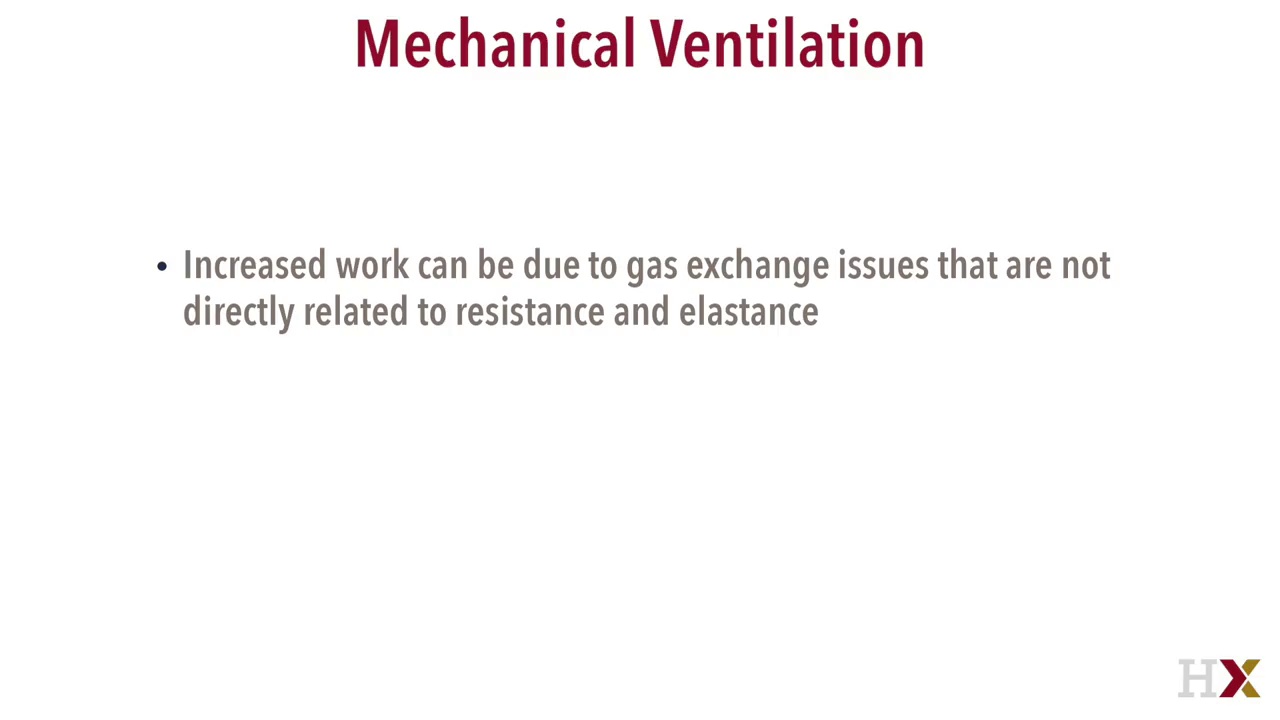 Mechanical Ventilation
• Increased work can be due to gas exchange issues that are not
directly related to resistance and elastance
HX